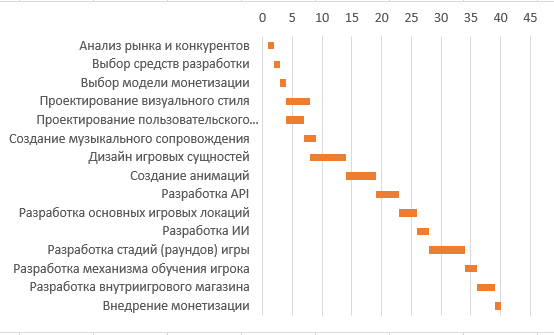 0 5 10 15 20 25 30 35 40 45
Анализ рынка и конкурентов
Выбор средств разработки
Выбор модели монетизации
Проектирование визуального стиля
Проектирование пользовательского...
Создание музыкального сопровождения
Дизайн игровых сущностей
Создание анимаций
Разработка API
Разработка основных игровых локаций
Разработка ИИ
Разработка стадий (раундов) игры
Разработка механизма обучения игрока
Разработка внутриигрового магазина
Внедрение монетизации